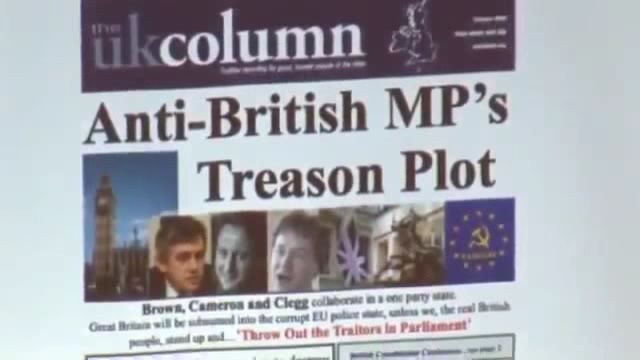 the
ukcolumn
Anti-British MP's
Treason Plot
Brown, Cameron and Clegg collaborate in a one party state.
Great Britain will be subsumed into the corrupt EU police state, unless we, the real British
people, stand up and... 'Throw Out the Traitors in Parliament'